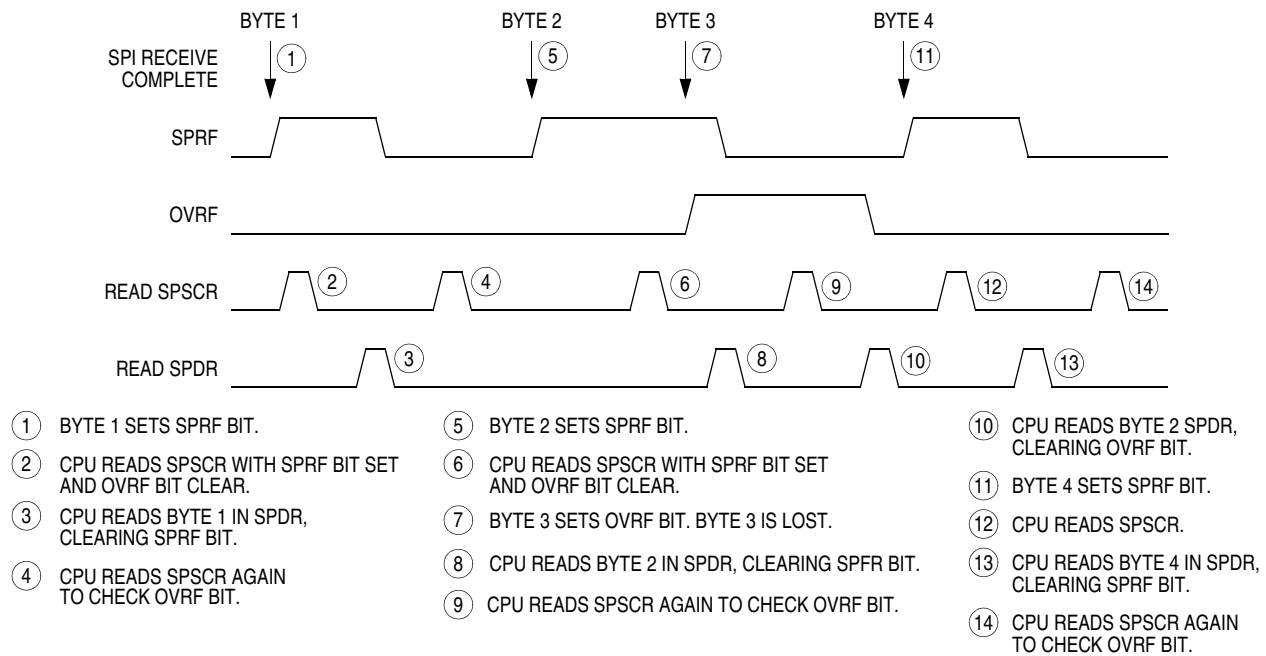 BYTE 1 BYTE 2 BYTE 3 BYTE 4
SPI RECEIVE
COMPLETE
1 5 7 11
SPRF
OVRF
READ SPSCR
2 4 6 9 12 14
READ SPDR
3 8 10 13
1 BYTE 1 SETS SPRF BIT.
2 CPU READS SPSCR WITH SPRF BIT SET
AND OVRF BIT CLEAR.
3 CPU READS BYTE 1 IN SPDR,
CLEARING SPRF BIT.
4 CPU READS SPSCR AGAIN
TO CHECK OVRF BIT.
5 BYTE 2 SETS SPRF BIT.
6 CPU READS SPSCR WITH SPRF BIT SET
AND OVRF BIT CLEAR.
7 BYTE 3 SETS OVRF BIT. BYTE 3 IS LOST.
8 CPU READS BYTE 2 IN SPDR, CLEARING SPFR BIT.
9 CPU READS SPSCR AGAIN TO CHECK OVRF BIT.
10 CPU READS BYTE 2 SPDR,
CLEARING OVRF BIT.
11 BYTE 4 SETS SPRF BIT.
12 CPU READS SPSCR.
13 CPU READS BYTE 4 IN SPDR,
CLEARING SPRF BIT.
14 CPU READS SPSCR AGAIN
TO CHECK OVRF BIT.